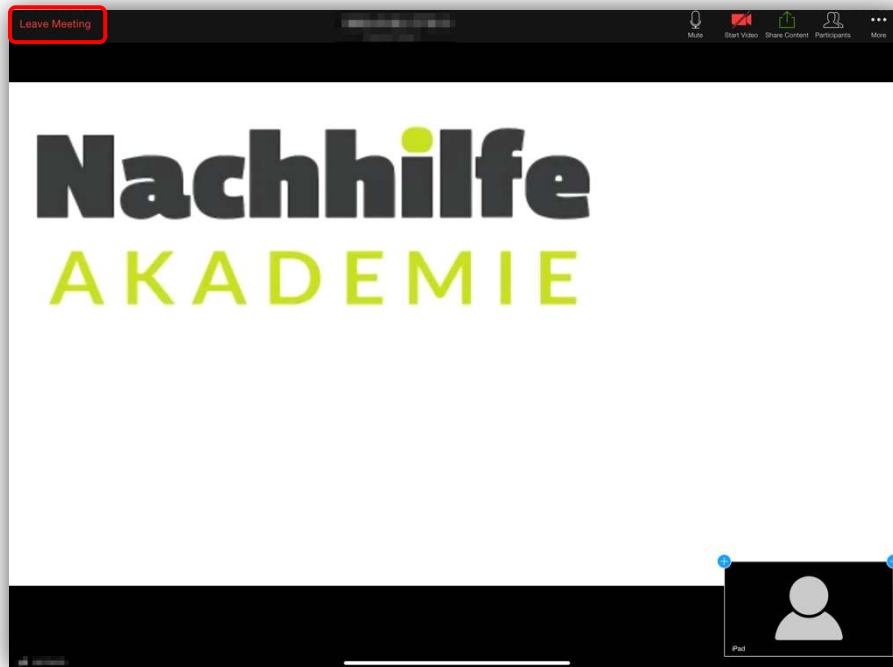 Leave Meeting
Mute
Start Video
Share Content
Participants
More
Nachhilfe
AKADEMIE
iPad